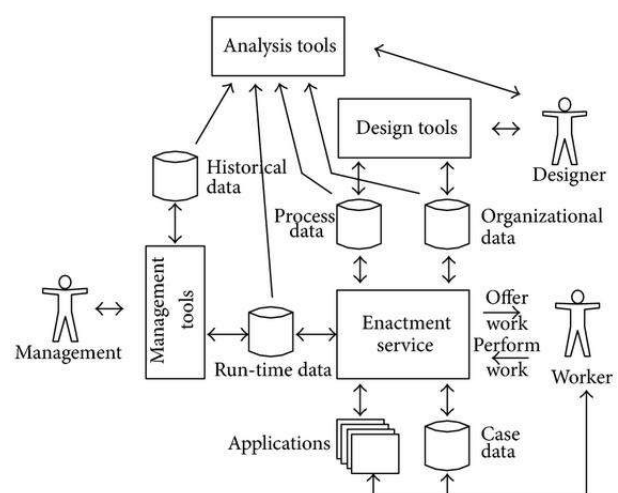 Analysis tools
Design tools
Designer
Historical
data
Process
data
Organizational
data
Management
tools
Management
Run-time data
Enactment
service
Offer
work
Perform
work
Worker
Applications
Case
data